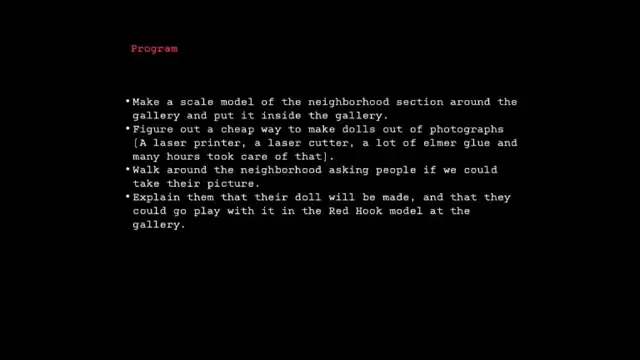 Program
•Make a scale model of the neighborhood section around the
gallery and put it inside the gallery.
•Figure out a cheap way to make dolls out of photographs
(A laser printer, a laser cutter, a lot of elmer glue and
many hours took care of that).
•Walk around the neighborhood asking people if we could
take their picture.
•Explain them that their doll will be made, and that they
could go play with it in the Red Hook model at the
gallery.